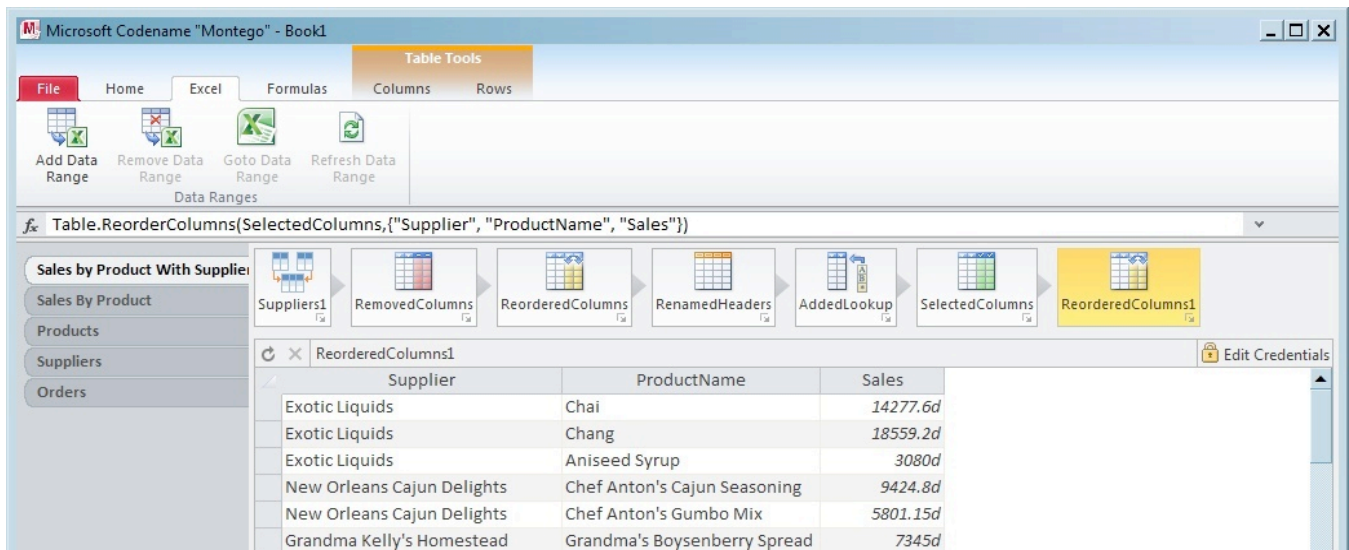 Microsoft Codename "Montego" - Book1
Table Tools
File Home Excel Formulas Columns Rows
Add Data Range
Remove Data Range
Goto Data Range
Refresh Data Range
Data Ranges
fx Table.ReorderColumns(SelectedColumns,{"Supplier", "ProductName", "Sales"})
Sales by Product With Supplier
Sales By Product
Products
Suppliers
Orders
Suppliers1 RemovedColumns ReorderedColumns RenamedHeaders AddedLookup SelectedColumns ReorderedColumns1
ReorderedColumns1 Edit Credentials
Supplier ProductName Sales
Exotic Liquids Chai 14277.6d
Exotic Liquids Chang 18559.2d
Exotic Liquids Aniseed Syrup 3080d
New Orleans Cajun Delights Chef Anton's Cajun Seasoning 9424.8d
New Orleans Cajun Delights Chef Anton's Gumbo Mix 5801.15d
Grandma Kelly's Homestead Grandma's Boysenberry Spread 7345d